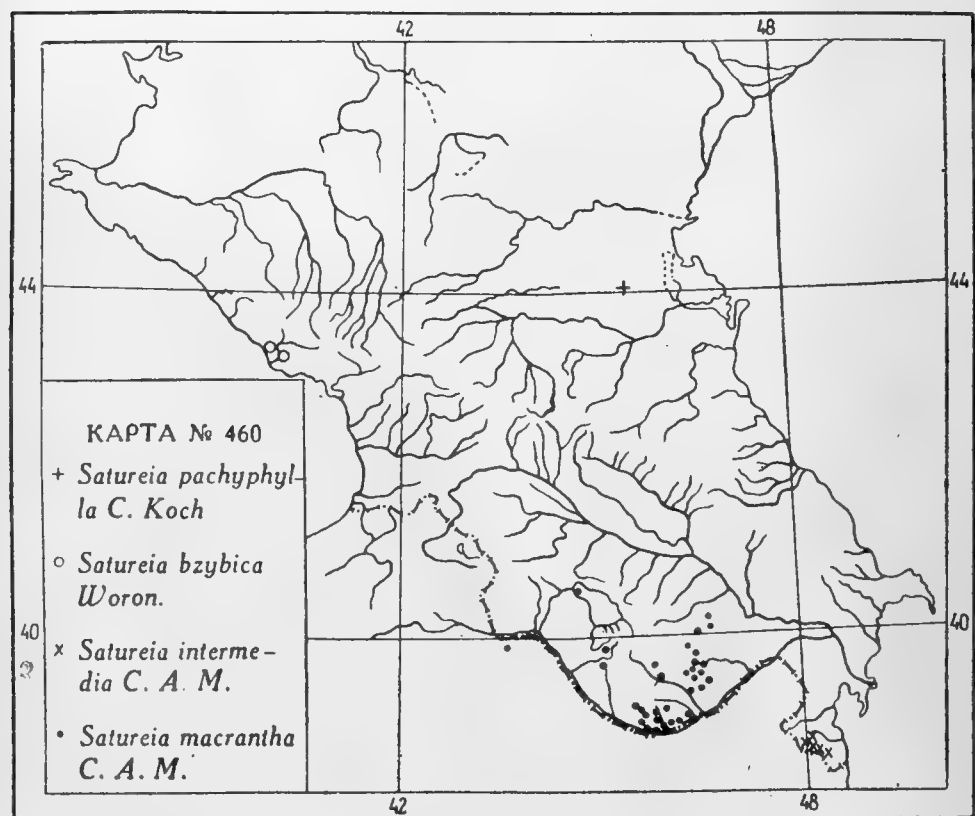 42 48
44 44
КАРТА № 460
+ Satureia pachyphyl-
lla C. Koch
○ Satureia bzybica
Woron.
40 40
× Satureia interme-
dia C. A. M.
• Satureia macrantha
C. A. M.
42 48